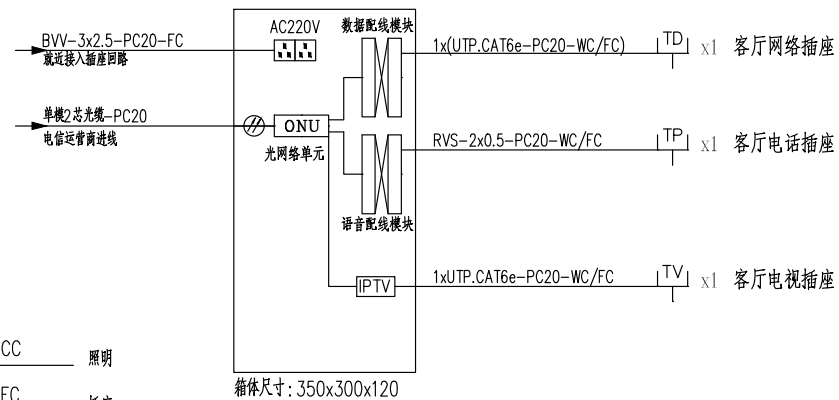 AC220V
数据配线模块
BVV-3x2.5-PC20-FC
就近接入插座回路
1x(UTP.CAT6e-PC20-WC/FC)
TD
x1
客厅网络插座
单模2芯光缆-PC20
电信运营商进线
ONU
光网络单元
RVS-2x0.5-PC20-WC/FC
TP
x1
客厅电话插座
语音配线模块
IPTV
1xUTP.CAT6e-PC20-WC/FC
TV
x1
客厅电视插座
CC
照明
箱体尺寸:350x300x120
FC